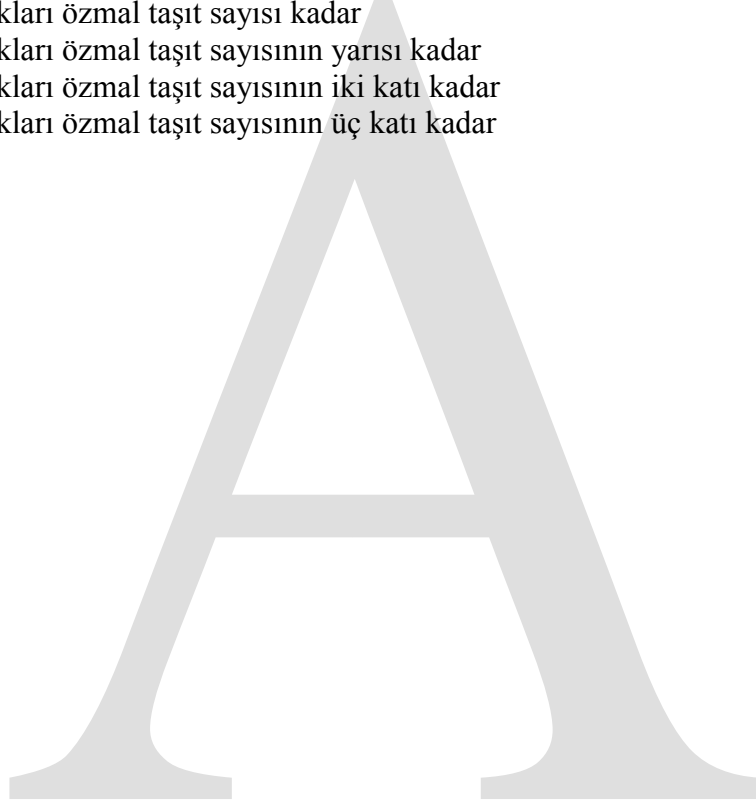 kları özmal taşıt sayısı kadar
kları özmal taşıt sayısının yarısı kadar
kları özmal taşıt sayısının iki katı kadar
kları özmal taşıt sayısının üç katı kadar
A